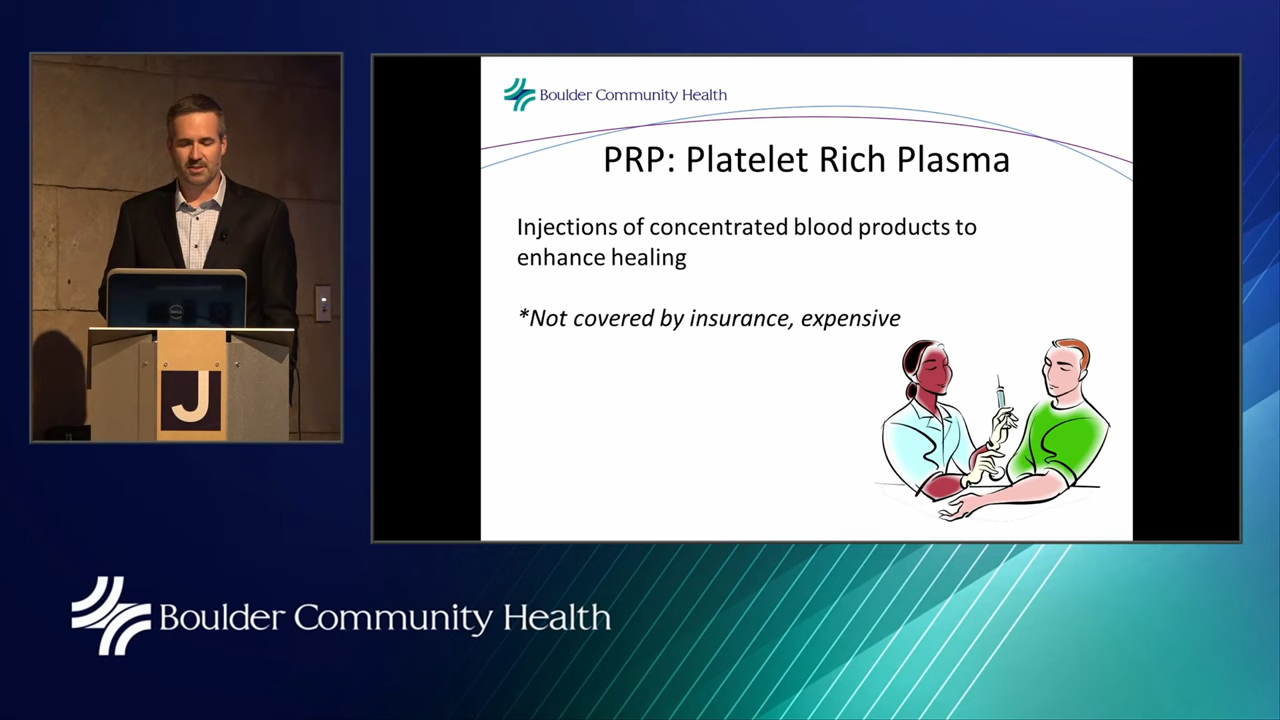 Boulder Community Health
PRP: Platelet Rich Plasma
Injections of concentrated blood products to
enhance healing
*Not covered by insurance, expensive
DELL
J
Boulder Community Health